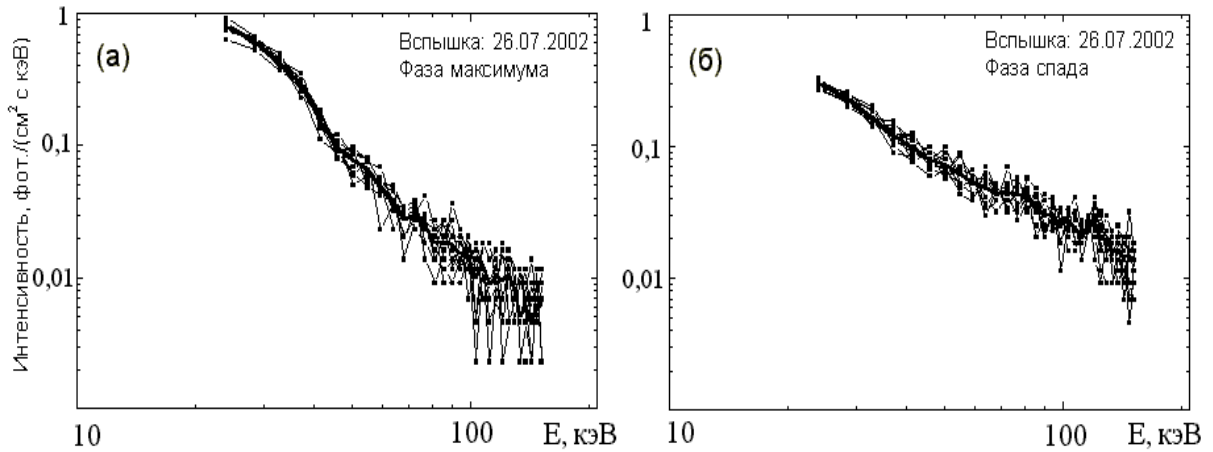 Интенсивность, фот./(см² с кэВ)
1
0,1
0,01
(а)
Вспышка: 26.07.2002
Фаза максимума
10
100
E, кэВ
1
0,1
0,01
(б)
Вспышка: 26.07.2002
Фаза спада
10
100
E, кэВ